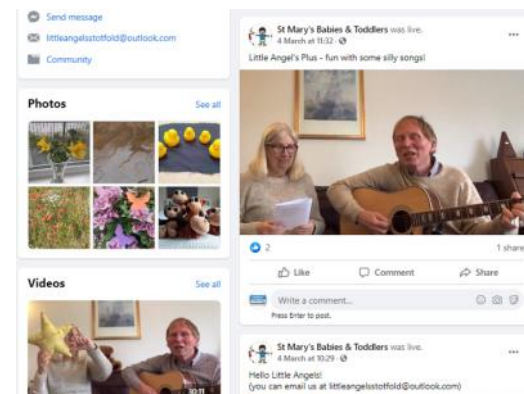 Send message
littleangelsstotfold@outlook.com
Community
Photos
See all
Videos
See all
30:11
St Mary's Babies & Toddlers was live.
4 March at 11:32 ·
Little Angel's Plus - fun with some silly songs!
2
1 share
Like
Comment
Share
Write a comment...
Press Enter to post.
St Mary's Babies & Toddlers was live.
4 March at 10:29 ·
Hello Little Angels!
(you can email us at littleangelsstotfold@outlook.com)